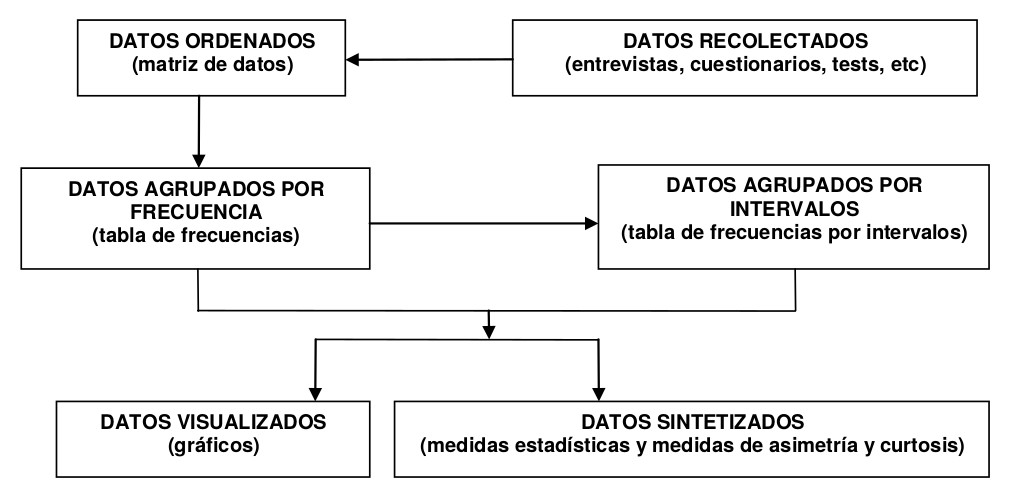 DATOS ORDENADOS
(matriz de datos)
DATOS RECOLECTADOS
(entrevistas, cuestionarios, tests, etc)
DATOS AGRUPADOS POR
FRECUENCIA
(tabla de frecuencias)
DATOS AGRUPADOS POR
INTERVALOS
(tabla de frecuencias por intervalos)
DATOS VISUALIZADOS
(gráficos)
DATOS SINTETIZADOS
(medidas estadísticas y medidas de asimetría y curtosis)